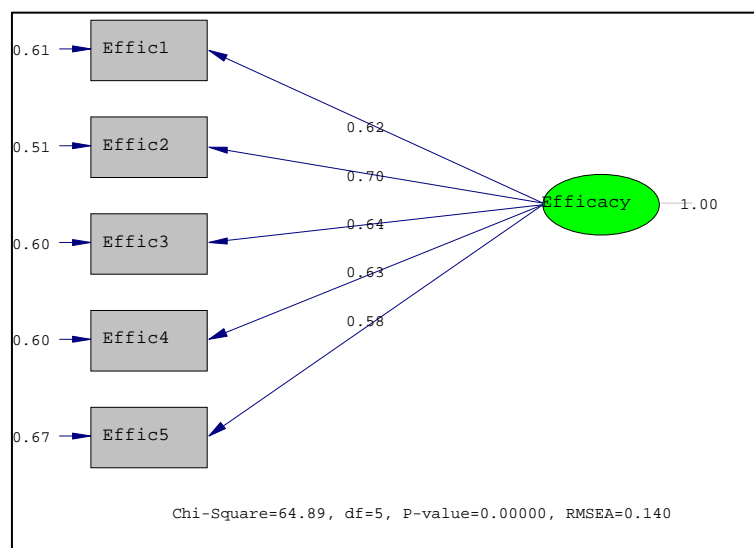 0.61 Effic1
0.62
0.51 Effic2
0.70
Efficacy 1.00
0.64
0.60 Effic3
0.63
0.58
0.60 Effic4
0.67 Effic5
Chi-Square=64.89, df=5, P-value=0.00000, RMSEA=0.140